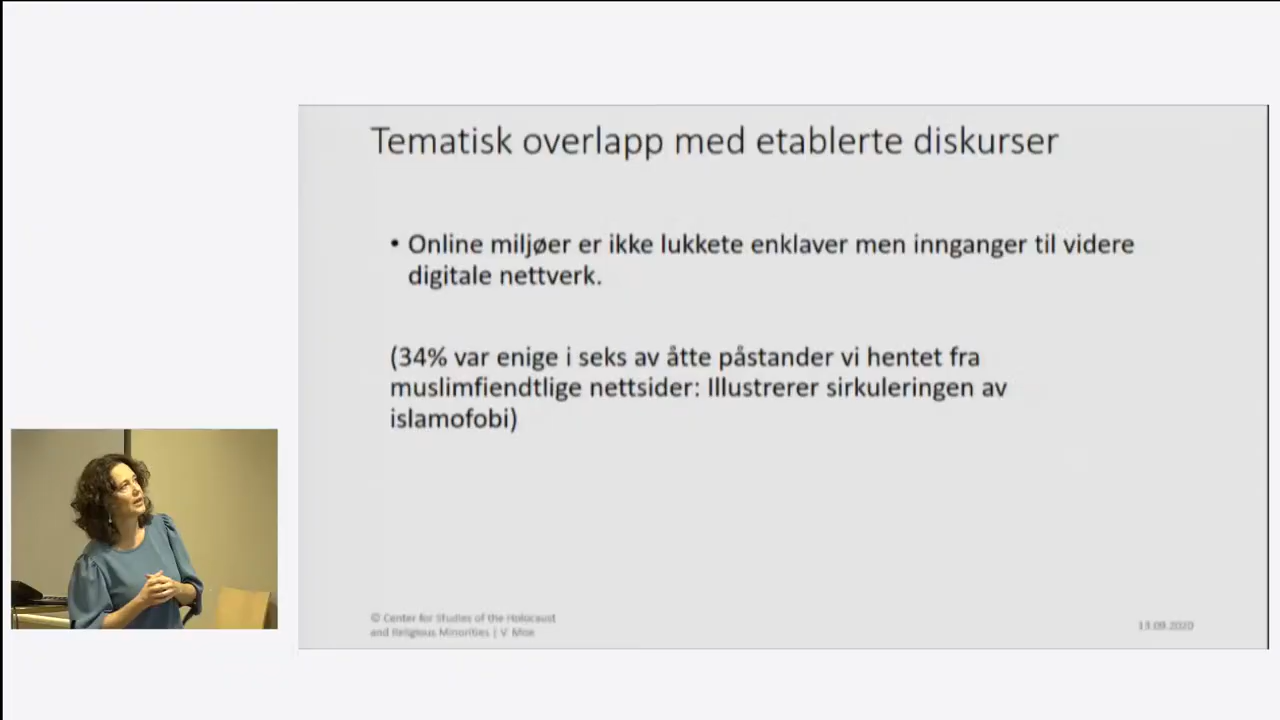 Tematisk overlapp med etablerte diskurser
• Online miljøer er ikke lukkete enklaver men innganger til videre
digitale nettverk.
(34% var enige i seks av åtte påstander vi hentet fra
muslimfiendtlige nettsider: Illustrerer sirkuleringen av
islamofobi)
© Center for Studies of the Holocaust
and Religious Minorities | V Moe
13.09.2020